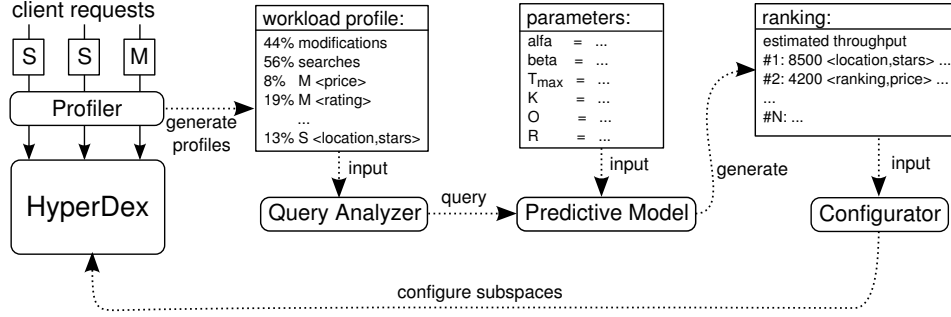 client requests
S
S
M
Profiler
HyperDex
generate
profiles
workload profile:
44% modifications
56% searches
8% M <price>
19% M <rating>
...
13% S <location,stars>
input
Query Analyzer
query
parameters:
alfa = ...
beta = ...
Tmax = ...
K = ...
O = ...
R = ...
input
Predictive Model
generate
ranking:
estimated throughput
#1: 8500 <location,stars> ...
#2: 4200 <ranking,price> ...
...
#N: ...
input
Configurator
configure subspaces